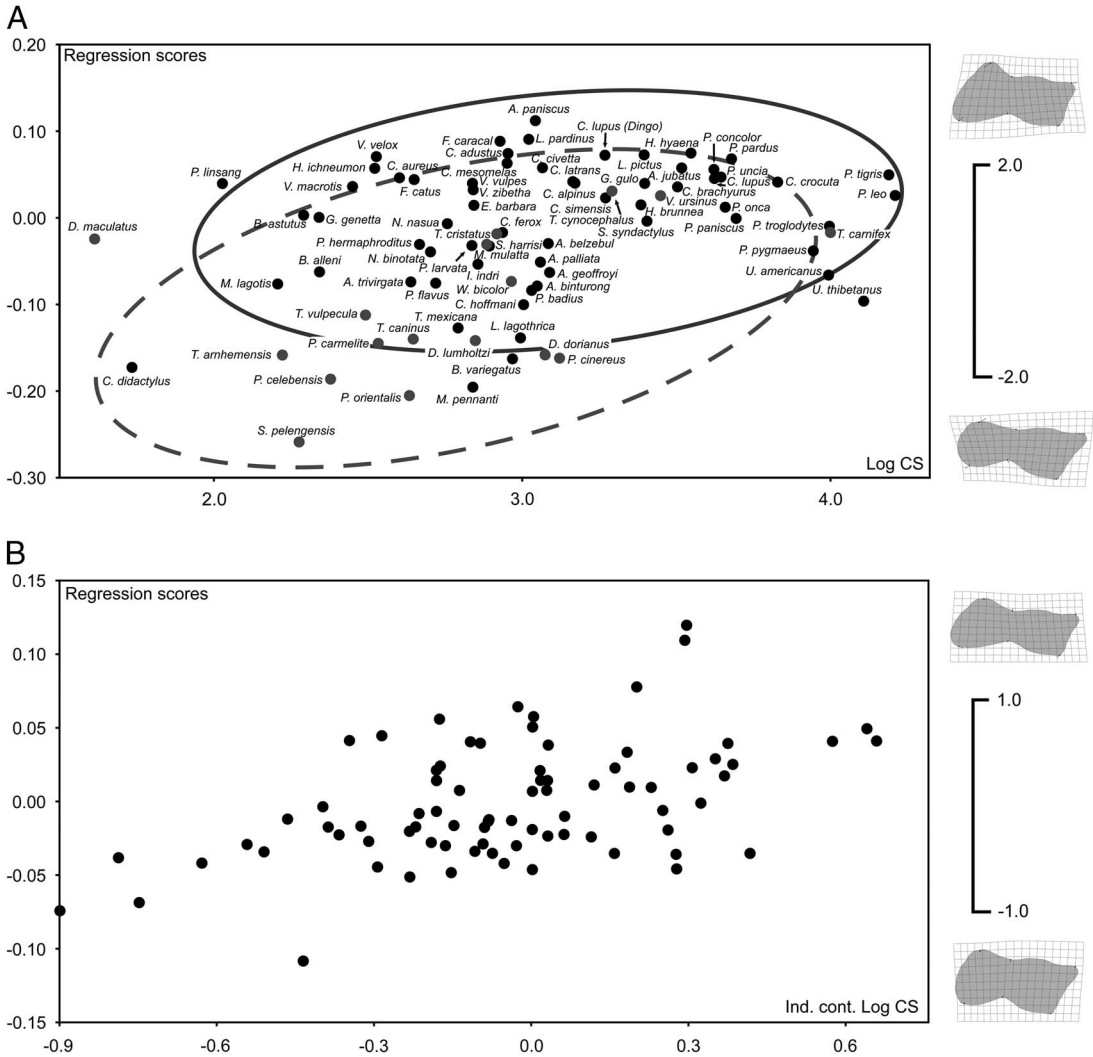 A
Regression scores
0.20
0.10
0.00
-0.10
-0.20
-0.30
A. paniscus
F. caracal
L. pardinus
C. lupus (Dingo)
H. hyaena
P. concolor
P. pardus
V. velox
C. adustus
H. ichneumon
C. aureus
C. mesomelas
C. civetta
C. latrans
L. pictus
P. uncia
P. linsang
V. macrotis
F. catus
V. vulpes
V. zibetha
C. alpinus
G. gulo
A. jubatus
C. lupus
C. crocuta
P. tigris
P. leo
E. barbara
C. simensis
V. ursinus
C. brachyurus
B. astutus
G. genetta
N. nasua
C. ferox
T. cynocephalus
H. brunnea
P. onca
D. maculatus
T. cristatus
S. syndactylus
P. paniscus
P. troglodytes
T. carnifex
P. hermaphroditus
S. harrisi
A. belzebul
N. binotata
M. mulatta
P. pygmaeus
B. alleni
P. larvata
A. palliata
I. indri
A. geoffroyi
U. americanus
M. lagotis
A. trivirgata
P. flavus
W. bicolor
A. binturong
U. thibetanus
C. hoffmani
P. badius
T. vulpecula
T. mexicana
T. caninus
L. lagothrica
P. carmelite
D. dorianus
T. arnhemensis
D. lumholtzi
P. cinereus
C. didactylus
P. celebensis
B. variegatus
P. orientalis
M. pennanti
S. pelengensis
Log CS
2.0
3.0
4.0
2.0
-2.0
B
Regression scores
0.15
0.10
0.05
0.00
-0.05
-0.10
-0.15
Ind. cont. Log CS
-0.9
-0.6
-0.3
0.0
0.3
0.6
1.0
-1.0